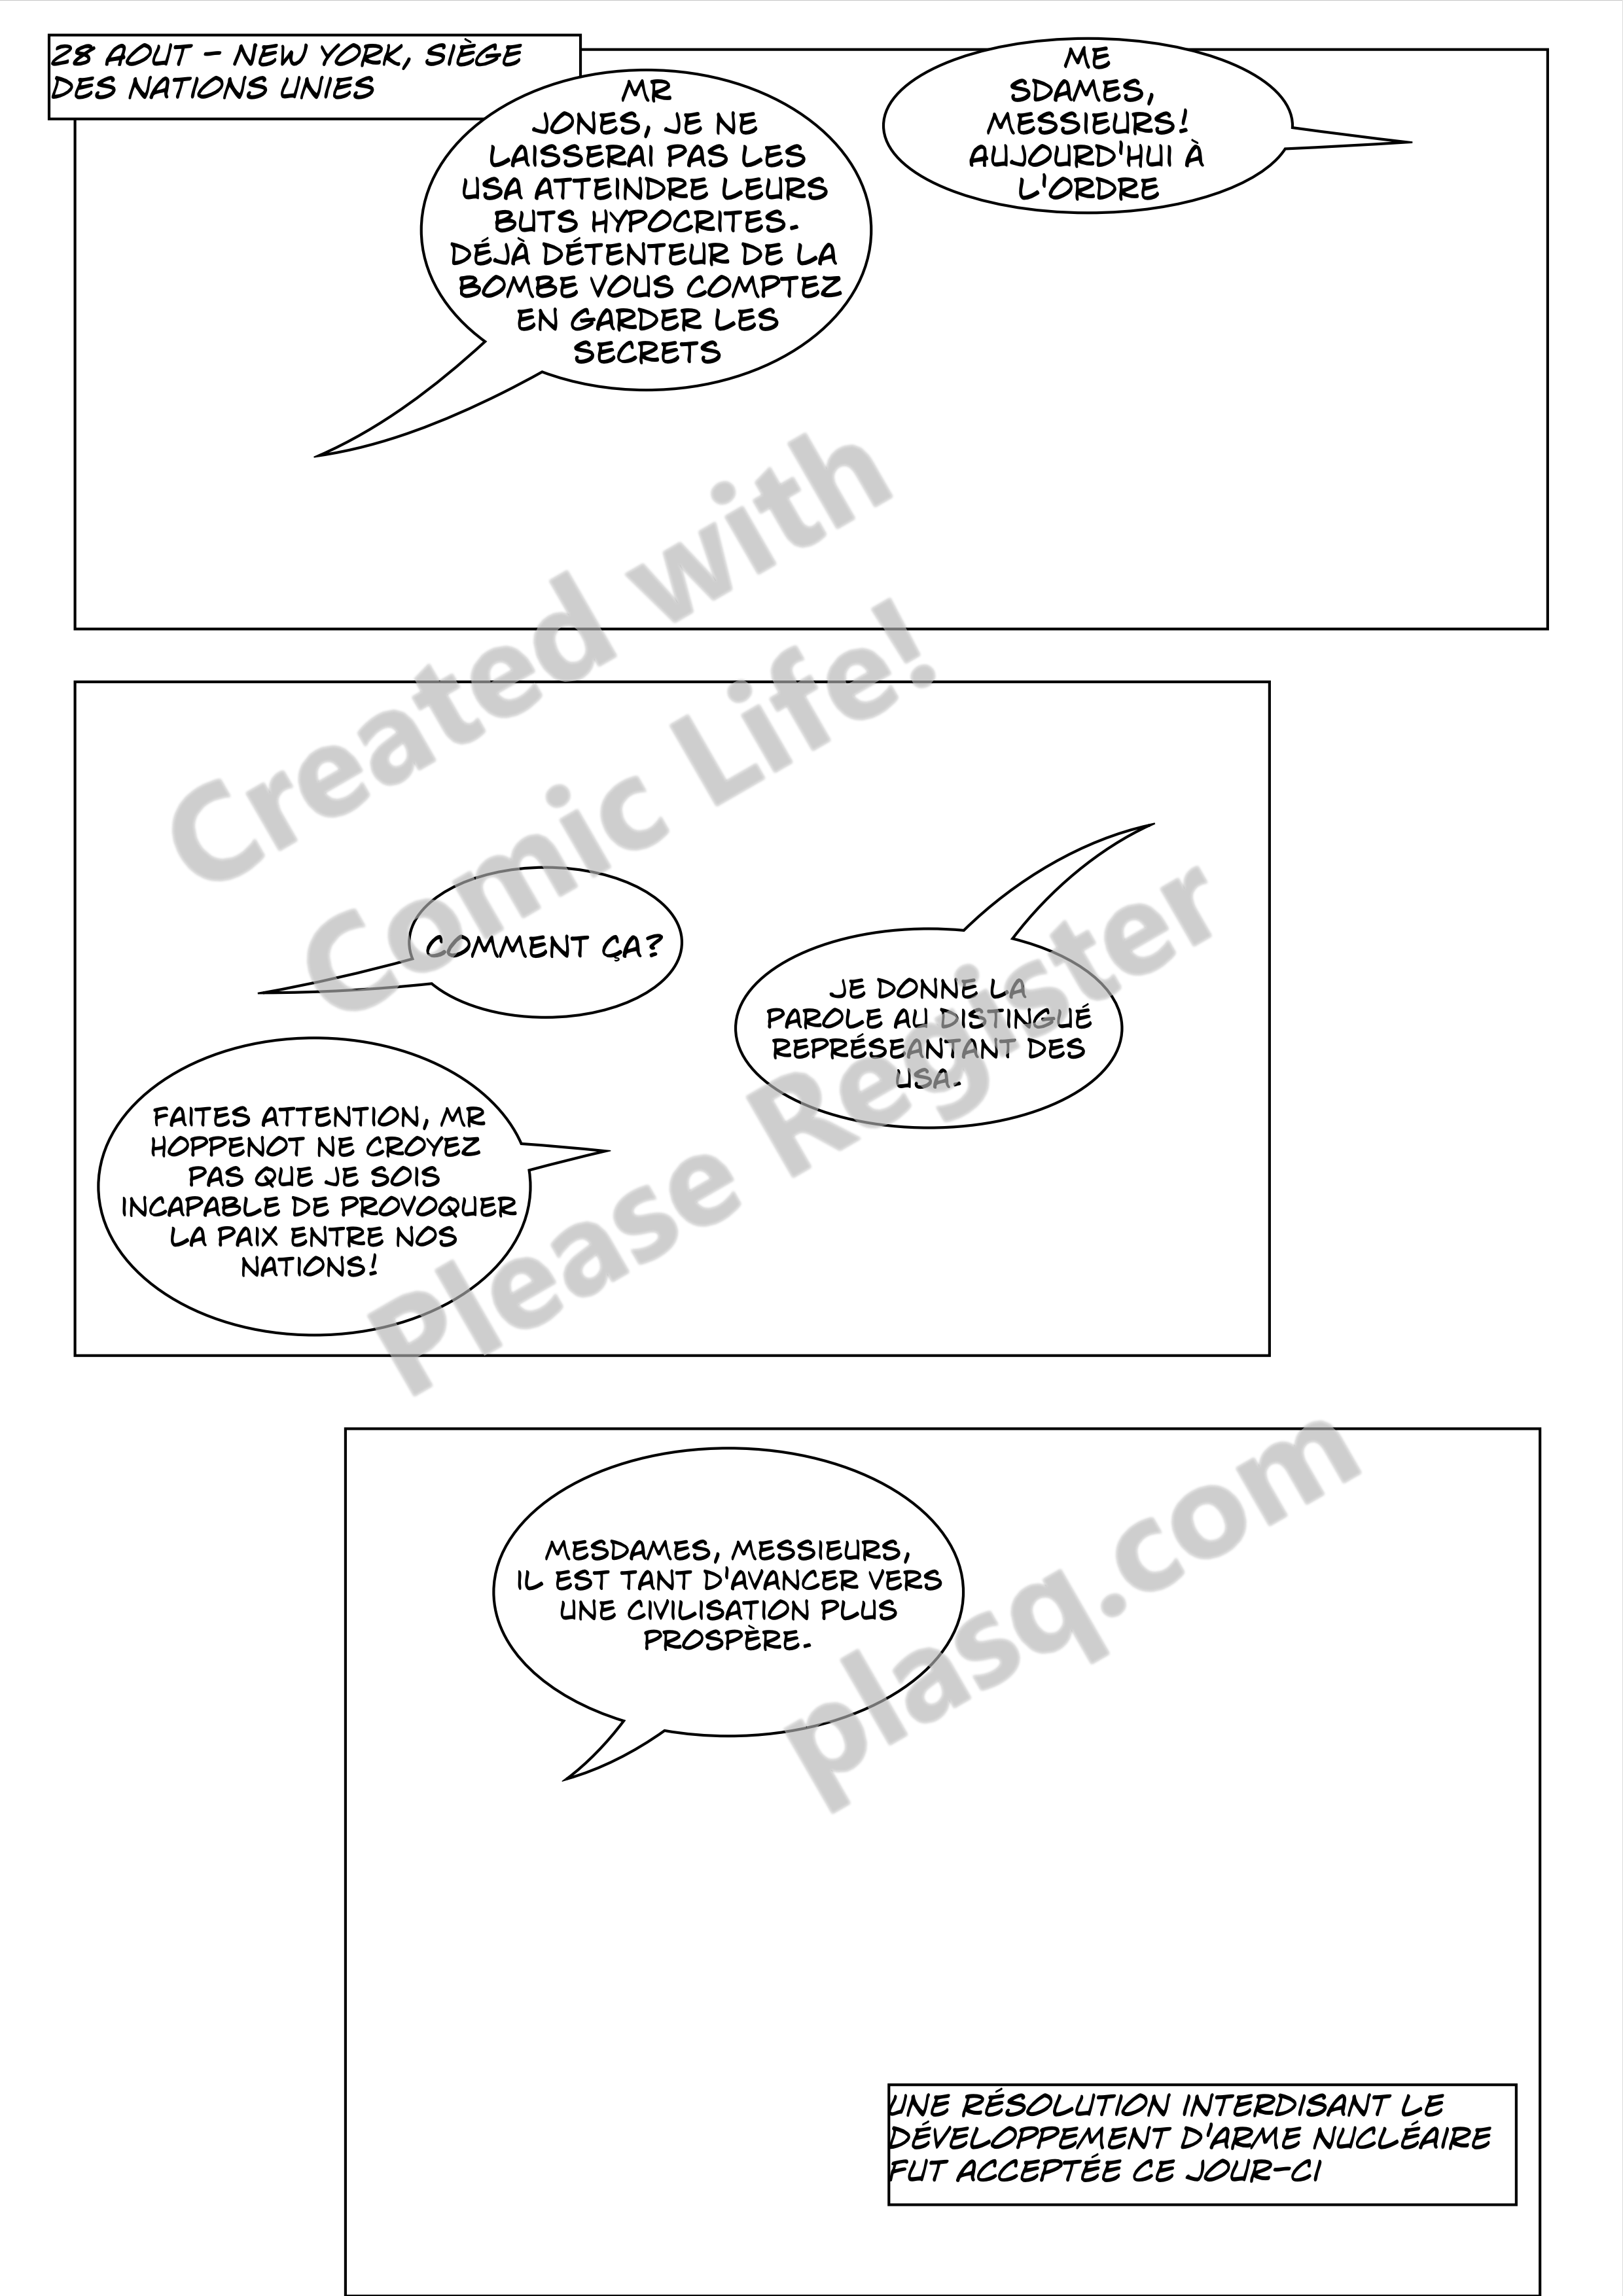 28 AOUT - NEW YORK, SIÈGE
DES NATIONS UNIES
MR
JONES, JE NE
LAISSERAI PAS LES
USA ATTEINDRE LEURS
BUTS HYPOCRITES.
DÉJÀ DÉTENTEUR DE LA
BOMBE VOUS COMPTEZ
EN GARDER LES
SECRETS
ME
SDAMES,
MESSIEURS!
AUJOURD'HUI À
L'ORDRE
Created with
Comic Life!
COMMENT ÇA?
JE DONNE LA
PAROLE AU DISTINGUÉ
REPRÉSEANTANT DES
USA.
FAITES ATTENTION, MR
HOPPENOT NE CROYEZ
PAS QUE JE SOIS
INCAPABLE DE PROVOQUER
LA PAIX ENTRE NOS
NATIONS!
Please Register
MESDAMES, MESSIEURS,
IL EST TANT D'AVANCER VERS
UNE CIVILISATION PLUS
PROSPÈRE.
plasq.com
UNE RÉSOLUTION INTERDISANT LE
DÉVELOPPEMENT D'ARME NUCLÉAIRE
FUT ACCEPTÉE CE JOUR-CI